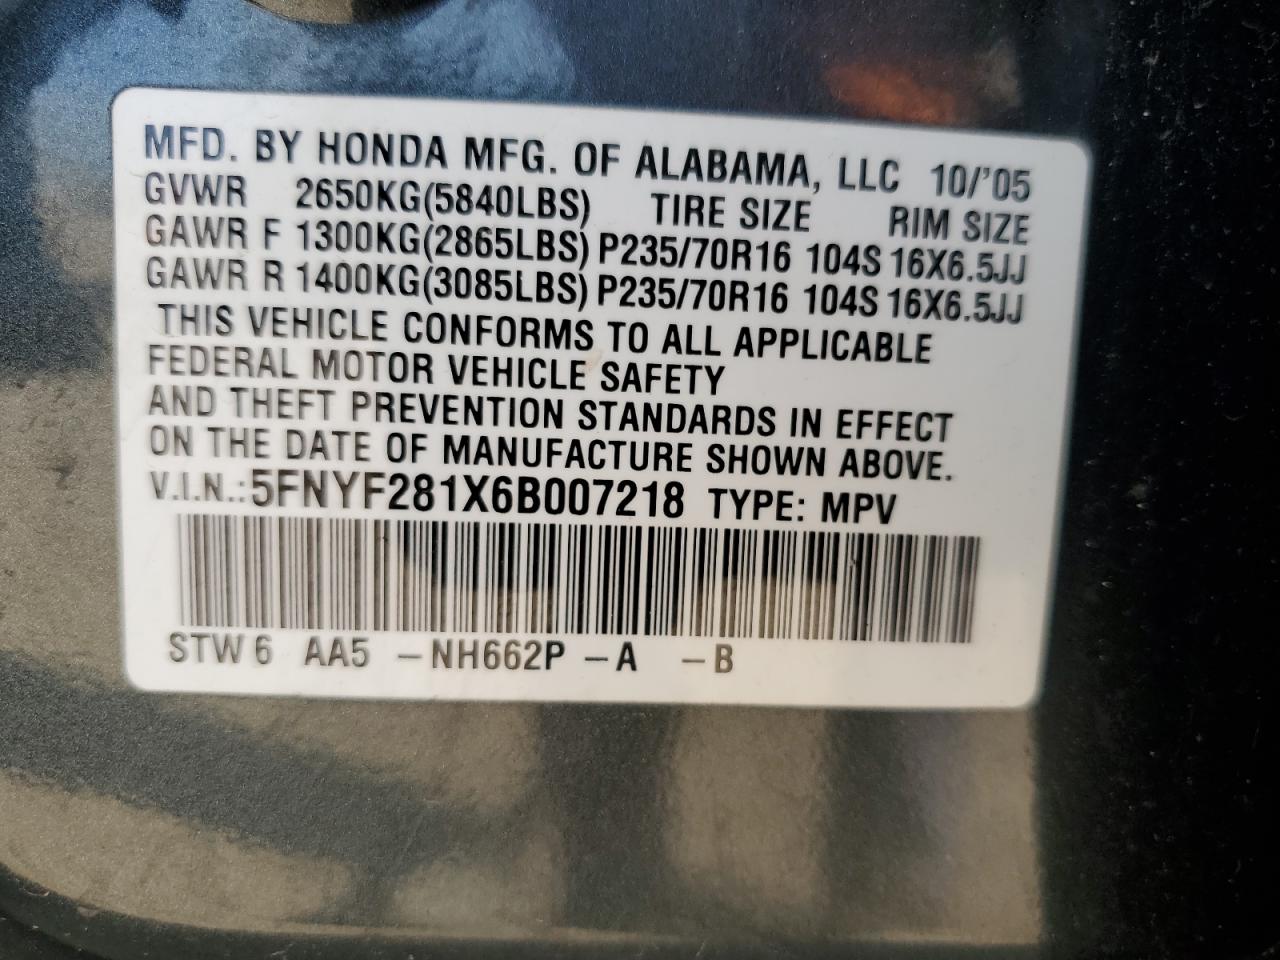 MFD. BY HONDA MFG. OF ALABAMA, LLC 10/'05
GVWR 2650KG(5840LBS) TIRE SIZE RIM SIZE
GAWR F 1300KG(2865LBS) P235/70R16 104S 16X6.5JJ
GAWR R 1400KG(3085LBS) P235/70R16 104S 16X6.5JJ
THIS VEHICLE CONFORMS TO ALL APPLICABLE
FEDERAL MOTOR VEHICLE SAFETY
AND THEFT PREVENTION STANDARDS IN EFFECT
ON THE DATE OF MANUFACTURE SHOWN ABOVE.
V.I.N.:5FNYF281X6B007218 TYPE: MPV
STW6 AA5 -NH662P -A -B